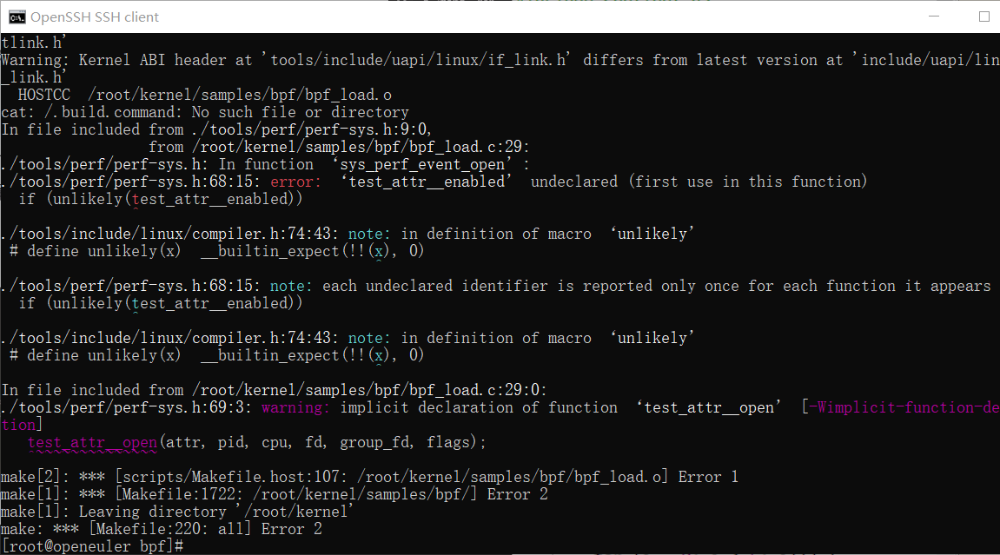 OpenSSH SSH client
tlink.h'
Warning: Kernel ABI header at 'tools/include/uapi/linux/if_link.h' differs from latest version at 'include/uapi/lin
_link.h'
  HOSTCC  /root/kernel/samples/bpf/bpf_load.o
cat: /.build.command: No such file or directory
In file included from ./tools/perf/perf-sys.h:9:0,
                 from /root/kernel/samples/bpf/bpf_load.c:29:
./tools/perf/perf-sys.h: In function ‘sys_perf_event_open’:
./tools/perf/perf-sys.h:68:15: error: ‘test_attr__enabled’ undeclared (first use in this function)
  if (unlikely(test_attr__enabled))
               ^
./tools/include/linux/compiler.h:74:43: note: in definition of macro ‘unlikely’
 # define unlikely(x)  __builtin_expect(!!(x), 0)
                                           ^
./tools/perf/perf-sys.h:68:15: note: each undeclared identifier is reported only once for each function it appears
  if (unlikely(test_attr__enabled))
               ^
./tools/include/linux/compiler.h:74:43: note: in definition of macro ‘unlikely’
 # define unlikely(x)  __builtin_expect(!!(x), 0)
                                           ^
In file included from /root/kernel/samples/bpf/bpf_load.c:29:0:
./tools/perf/perf-sys.h:69:3: warning: implicit declaration of function ‘test_attr__open’ [-Wimplicit-function-de
tion]
   test_attr__open(attr, pid, cpu, fd, group_fd, flags);
   ^~~~~~~~~~~~~~~
make[2]: *** [scripts/Makefile.host:107: /root/kernel/samples/bpf/bpf_load.o] Error 1
make[1]: *** [Makefile:1722: /root/kernel/samples/bpf/] Error 2
make[1]: Leaving directory '/root/kernel'
make: *** [Makefile:220: all] Error 2
[root@openeuler bpf]#